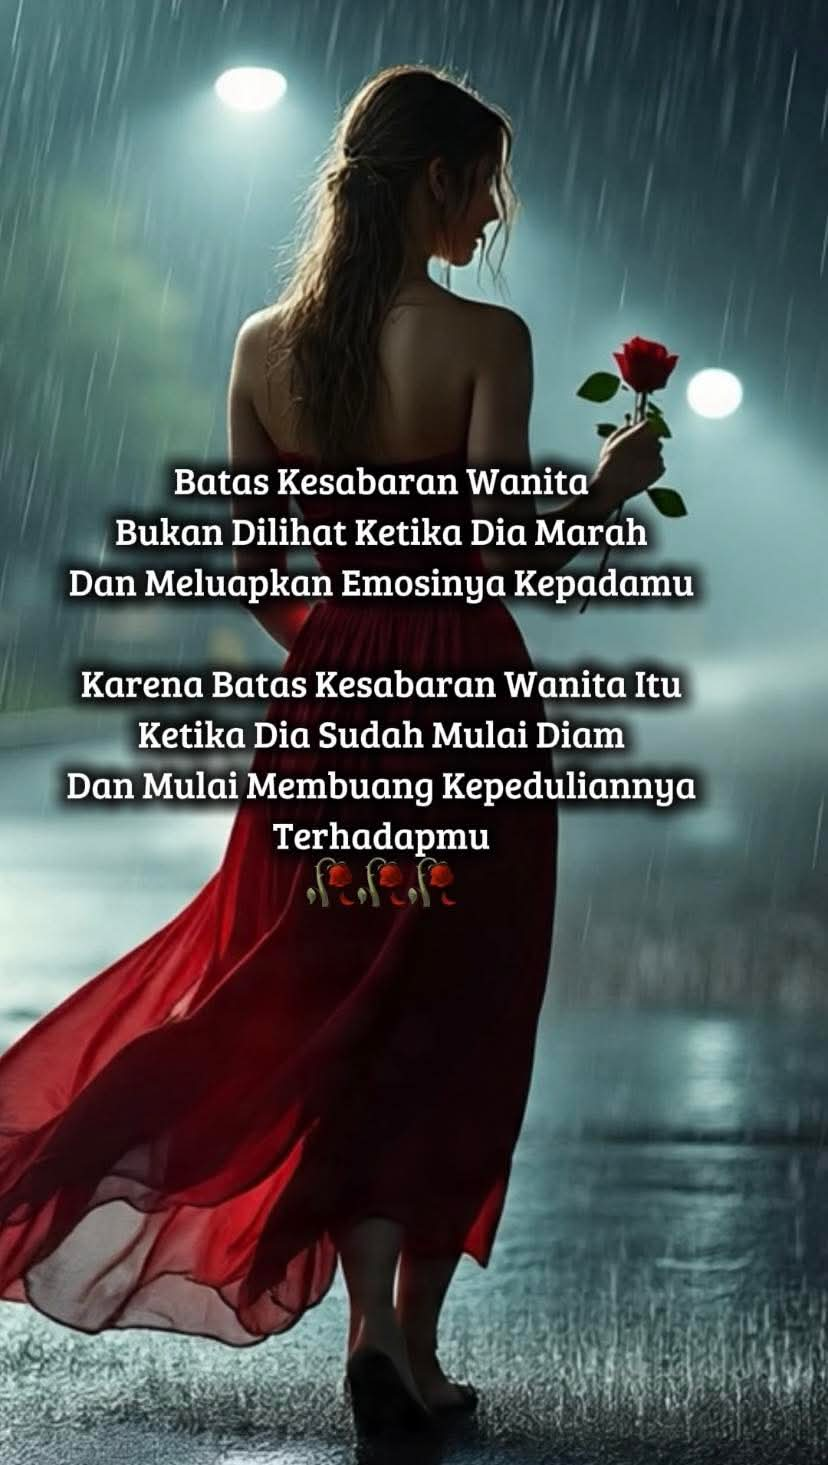 Batas Kesabaran Wanita
Bukan Dilihat Ketika Dia Marah
Dan Meluapkan Emosinya Kepadamu
Karena Batas Kesabaran Wanita Itu
Ketika Dia Sudah Mulai Diam
Dan Mulai Membuang Kepeduliannya
Terhadapmu
🥀🥀🥀